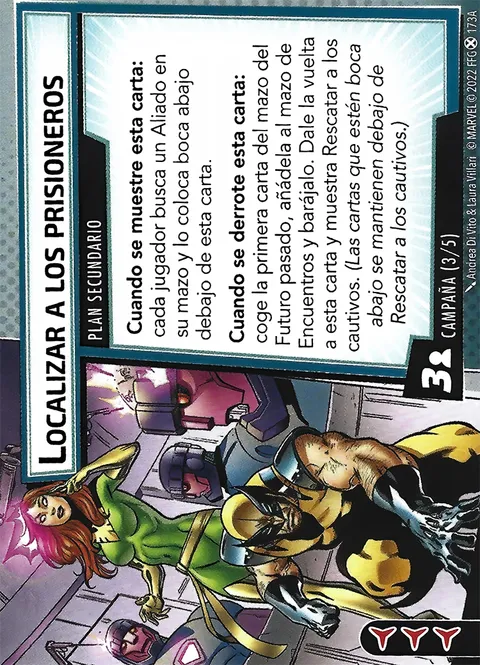 LOCALIZAR A LOS PRISIONEROS
PLAN SECUNDARIO
Cuando se muestre esta carta:
cada jugador busca un Aliado en
su mazo y lo coloca boca abajo
debajo de esta carta.
Cuando se derrote esta carta:
coge la primera carta del mazo del
Futuro pasado, añádela al mazo de
Encuentros y barájalo. Dale la vuelta
a esta carta y muestra Rescatar a los
cautivos. (Las cartas que estén boca
abajo se mantienen debajo de
Rescatar a los cautivos.)
3
CAMPAÑA (3/5)
Andrea Di Vito & Laura Villari © MARVEL © 2022 FFG 173A